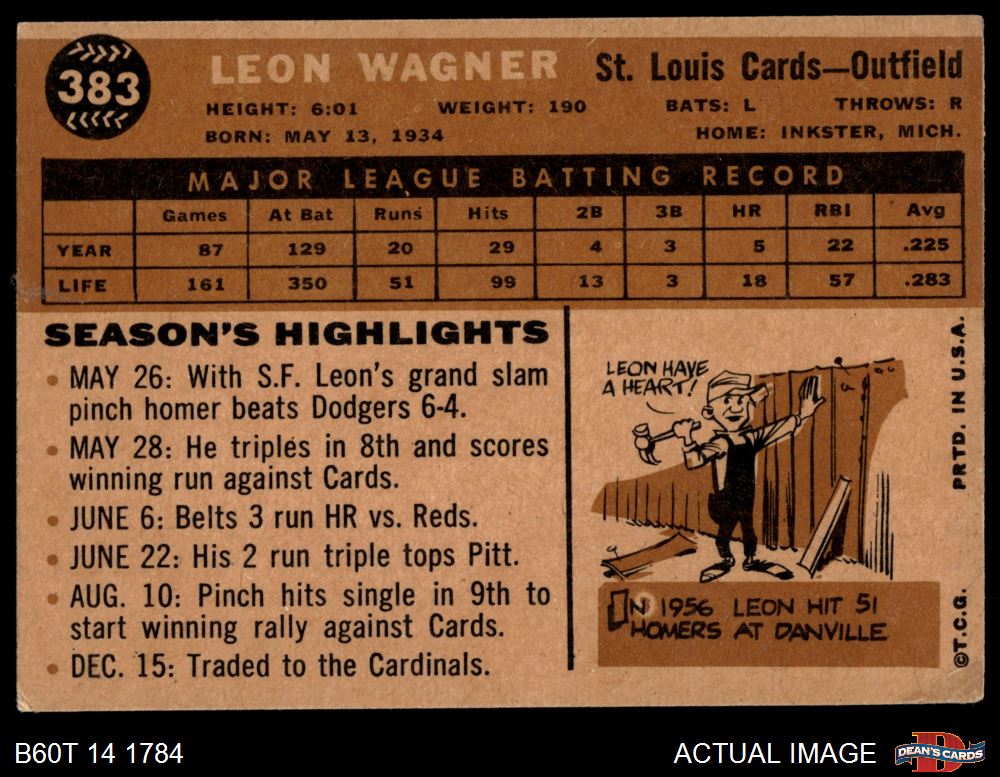 383
LEON WAGNER
St. Louis Cards—Outfield
HEIGHT: 6:01 WEIGHT: 190 BATS: L THROWS: R
BORN: MAY 13, 1934 HOME: INKSTER, MICH.
MAJOR LEAGUE BATTING RECORD
Games At Bat Runs Hits 2B 3B HR RBI Avg
YEAR 87 129 20 29 4 3 5 22 .225
LIFE 161 350 51 99 13 3 18 57 .283
SEASON'S HIGHLIGHTS
• MAY 26: With S.F. Leon's grand slam
pinch homer beats Dodgers 6-4.
• MAY 28: He triples in 8th and scores
winning run against Cards.
• JUNE 6: Belts 3 run HR vs. Reds.
• JUNE 22: His 2 run triple tops Pitt.
• AUG. 10: Pinch hits single in 9th to
start winning rally against Cards.
• DEC. 15: Traded to the Cardinals.
LEON HAVE
A HEART!
IN 1956 LEON HIT 51
HOMERS AT DANVILLE
PRTD. IN U.S.A.
©T.C.G.
B60T 14 1784
ACTUAL IMAGE
D
DEAN'S CARDS